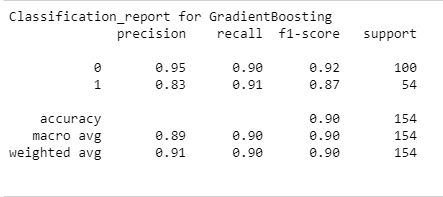 Classification_report for GradientBoosting
precision recall f1-score support
0 0.95 0.90 0.92 100
1 0.83 0.91 0.87 54
accuracy 0.90 154
macro avg 0.89 0.90 0.90 154
weighted avg 0.91 0.90 0.90 154